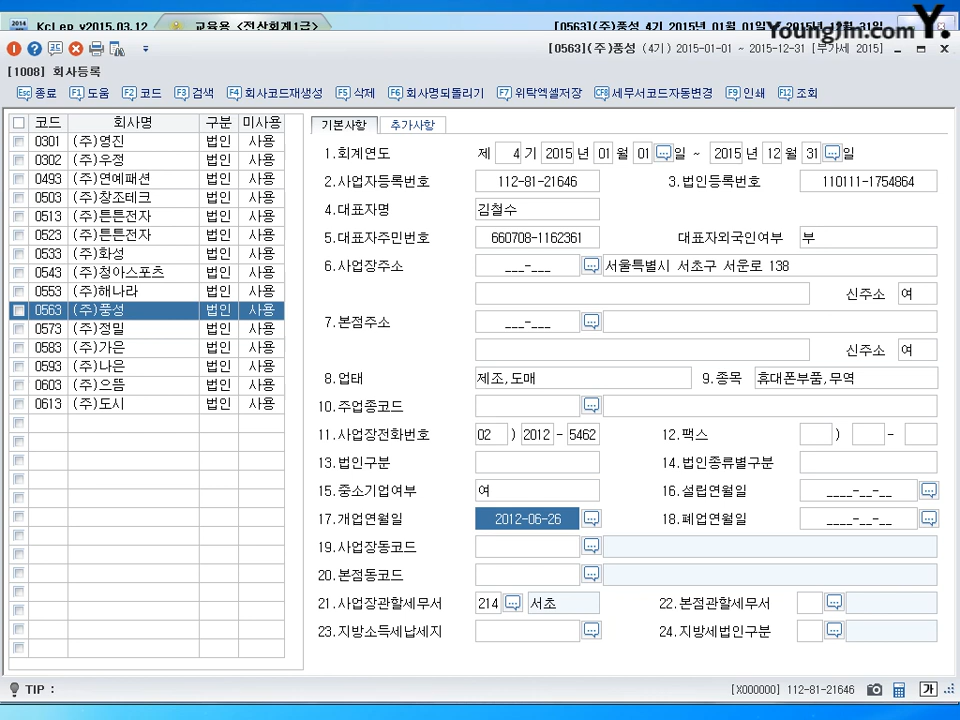 KcLep v2015.03.12 교육용 <전산회계1급> [0563](주)풍성 4기 2015년 01월 01일 ~ 2015년 12월 31일
YoungJin.com Y.
[0563](주)풍성 (4기) 2015-01-01 ~ 2015-12-31 [부가세 2015]
[1008] 회사등록
Esc 종료 F1 도움 F2 코드 F3 검색 F4 회사코드재생성 F5 삭제 F6 회사명되돌리기 F7 위탁엑셀저장 CF8 세무서코드자동변경 F9 인쇄 F12 조회
코드 회사명 구분 미사용
0301 (주)영진 법인 사용
0302 (주)우정 법인 사용
0493 (주)연예패션 법인 사용
0503 (주)창조테크 법인 사용
0513 (주)튼튼전자 법인 사용
0523 (주)튼튼전자 법인 사용
0533 (주)화성 법인 사용
0543 (주)청아스포츠 법인 사용
0553 (주)해나라 법인 사용
0563 (주)풍성 법인 사용
0573 (주)정밀 법인 사용
0583 (주)가은 법인 사용
0593 (주)나은 법인 사용
0603 (주)으뜸 법인 사용
0613 (주)도시 법인 사용
기본사항 추가사항
1.회계연도 제 4 기 2015 년 01 월 01 일 ~ 2015 년 12 월 31 일
2.사업자등록번호 112-81-21646 3.법인등록번호 110111-1754864
4.대표자명 김철수
5.대표자주민번호 660708-1162361 대표자외국인여부 부
6.사업장주소 ___-___ 서울특별시 서초구 서운로 138
신주소 여
7.본점주소 ___-___
신주소 여
8.업태 제조,도매 9.종목 휴대폰부품,무역
10.주업종코드
11.사업장전화번호 02 ) 2012 - 5462 12.팩스 ) -
13.법인구분 14.법인종류별구분
15.중소기업여부 여 16.설립연월일 ____-__-__
17.개업연월일 2012-06-26 18.폐업연월일 ____-__-__
19.사업장동코드
20.본점동코드
21.사업장관할세무서 214 서초 22.본점관할세무서
23.지방소득세납세지 24.지방세법인구분
TIP : [X000000] 112-81-21646 가